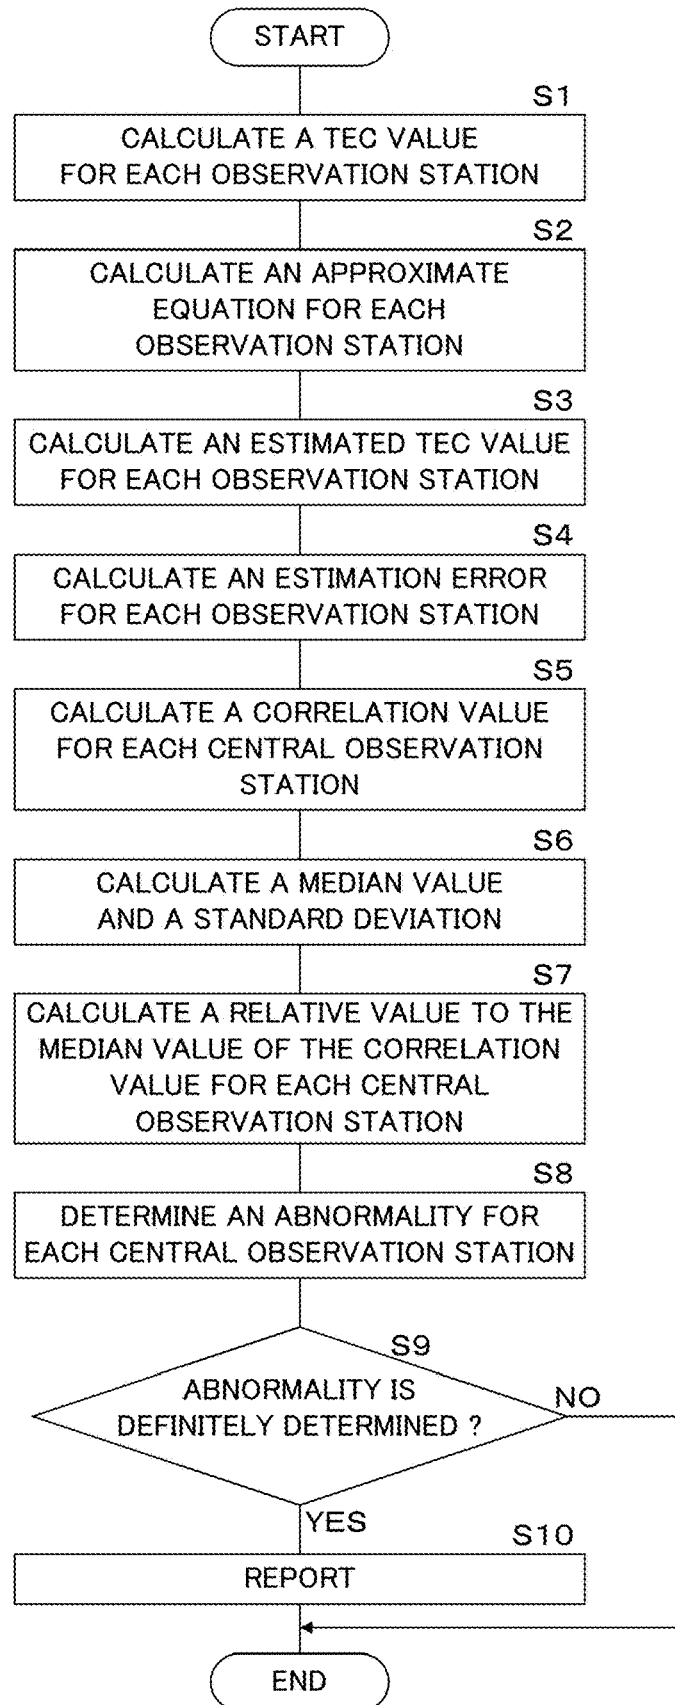 START
S1
CALCULATE A TEC VALUE
FOR EACH OBSERVATION STATION
S2
CALCULATE AN APPROXIMATE
EQUATION FOR EACH
OBSERVATION STATION
S3
CALCULATE AN ESTIMATED TEC VALUE
FOR EACH OBSERVATION STATION
S4
CALCULATE AN ESTIMATION ERROR
FOR EACH OBSERVATION STATION
S5
CALCULATE A CORRELATION VALUE
FOR EACH CENTRAL OBSERVATION
STATION
S6
CALCULATE A MEDIAN VALUE
AND A STANDARD DEVIATION
S7
CALCULATE A RELATIVE VALUE TO THE
MEDIAN VALUE OF THE CORRELATION
VALUE FOR EACH CENTRAL
OBSERVATION STATION
S8
DETERMINE AN ABNORMALITY FOR
EACH CENTRAL OBSERVATION STATION
S9
ABNORMALITY IS
DEFINITELY DETERMINED ?
NO
YES
S10
REPORT
END